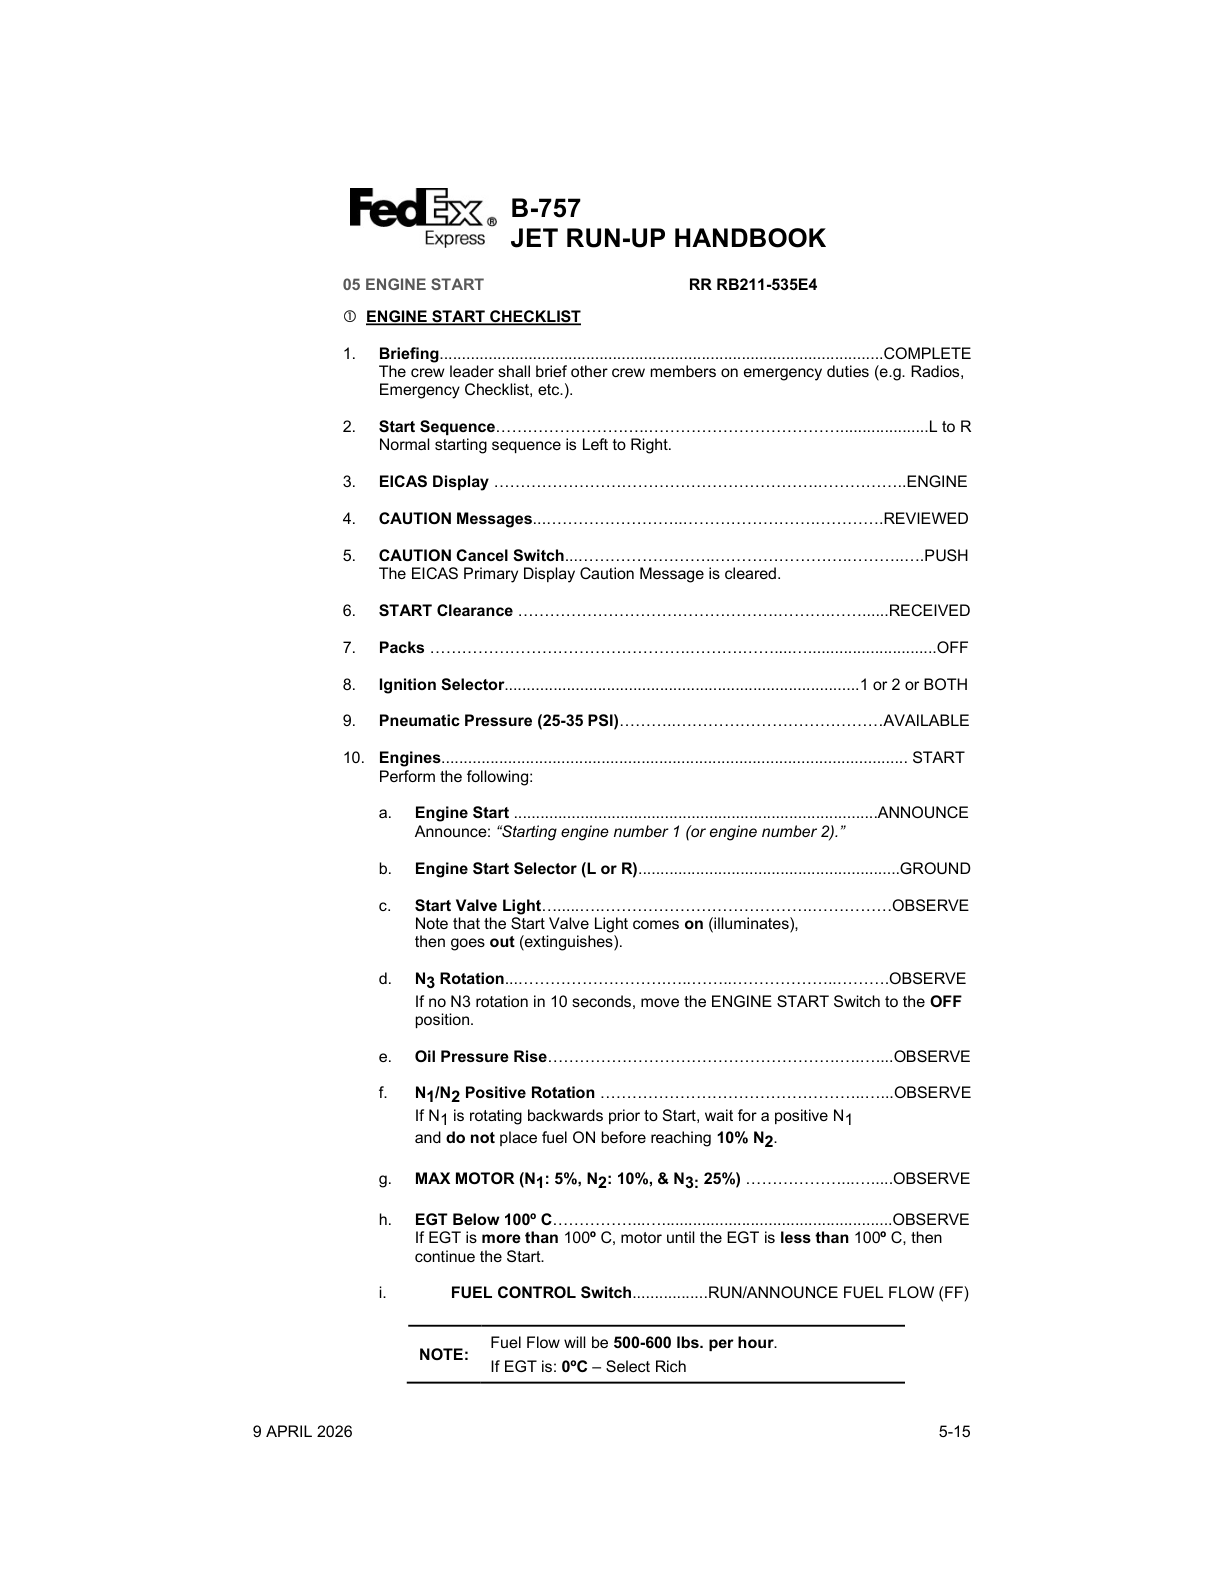 FedEx ® B-757
Express JET RUN-UP HANDBOOK
05 ENGINE START RR RB211-535E4
① ENGINE START CHECKLIST
1. Briefing....................................................................................................COMPLETE
The crew leader shall brief other crew members on emergency duties (e.g. Radios,
Emergency Checklist, etc.).
2. Start Sequence……………………….…………………………….....................L to R
Normal starting sequence is Left to Right.
3. EICAS Display …………………………………………………….……………..ENGINE
4. CAUTION Messages...……………………..…………………….………….REVIEWED
5. CAUTION Cancel Switch...…………………….…………………….………..….PUSH
The EICAS Primary Display Caution Message is cleared.
6. START Clearance ………………………………………….……….…….......RECEIVED
7. Packs ………………………………………….……………....…..............................OFF
8. Ignition Selector................................................................................1 or 2 or BOTH
9. Pneumatic Pressure (25-35 PSI)………..…………………………………AVAILABLE
10. Engines......................................................................................................... START
Perform the following:
a. Engine Start ..................................................................................ANNOUNCE
Announce: “Starting engine number 1 (or engine number 2).”
b. Engine Start Selector (L or R)...........................................................GROUND
c. Start Valve Light….....….………………………………….……………OBSERVE
Note that the Start Valve Light comes on (illuminates),
then goes out (extinguishes).
d. N3 Rotation...……………………….…..……..………………..……….OBSERVE
If no N3 rotation in 10 seconds, move the ENGINE START Switch to the OFF
position.
e. Oil Pressure Rise……………………………………………….…..…....OBSERVE
f. N1/N2 Positive Rotation …………………………………………..…...OBSERVE
If N1 is rotating backwards prior to Start, wait for a positive N1
and do not place fuel ON before reaching 10% N2.
g. MAX MOTOR (N1: 5%, N2: 10%, & N3: 25%) ………………....….....OBSERVE
h. EGT Below 100º C……………...…....................................................OBSERVE
If EGT is more than 100º C, motor until the EGT is less than 100º C, then
continue the Start.
i. FUEL CONTROL Switch.................RUN/ANNOUNCE FUEL FLOW (FF)
NOTE: Fuel Flow will be 500-600 lbs. per hour.
If EGT is: 0ºC – Select Rich
9 APRIL 2026 5-15